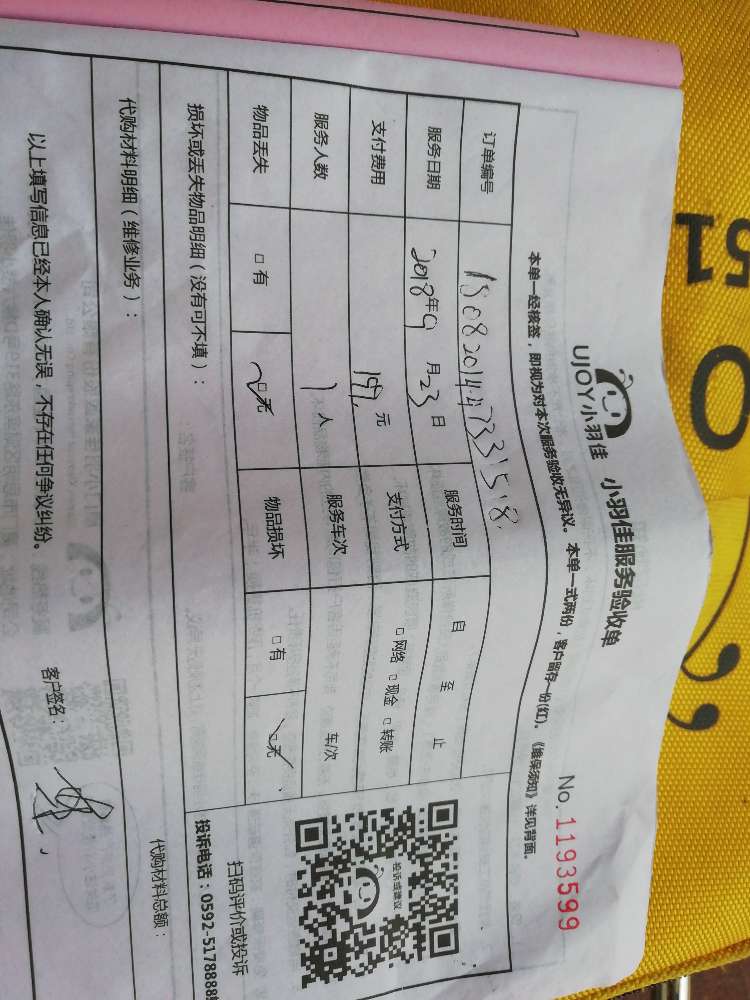 UJOY小羽佳 小羽佳服务验收单
No. 1193599
本单一经核签，即视为对本次服务验收无异议。本单一式两份，客户留存一份(红)。《维保须知》详见背面。
订单编号
服务日期 2018年9月23日 服务时间 自 至 止
支付费用 199元 支付方式 □网络 □现金 □转账
服务人数 1人 服务车次 车/次
物品丢失 □有 □无 物品损坏 □有 □无
损坏或丢失物品明细（没有可不填）：
投诉或建议
扫码评价或投诉
投诉电话：0592-5178888
代购材料明细（维修业务）：
代购材料总额：
以上填写信息已经本人确认无误，不存在任何争议纠纷。 客户签名：
51
0